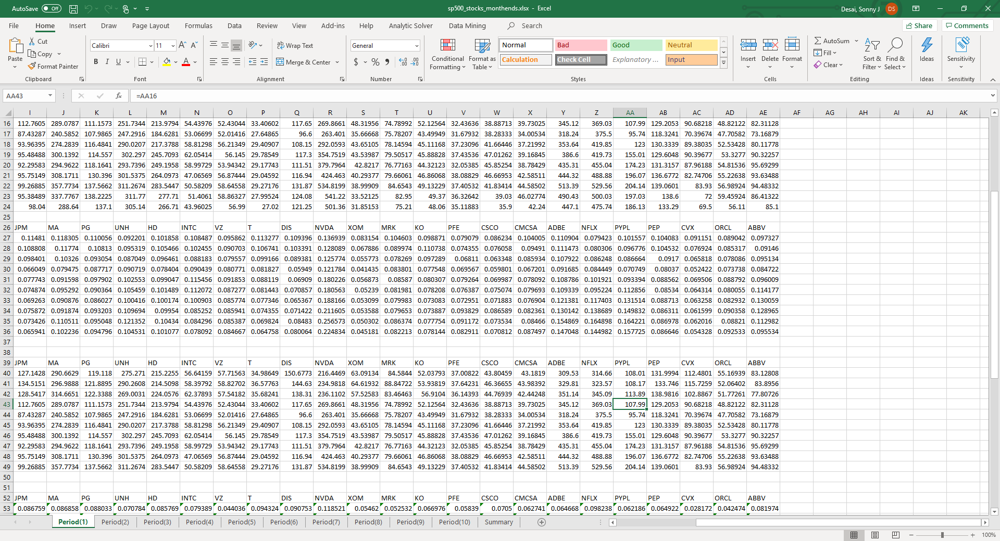 AutoSave Off sp500_stocks_monthends.xlsx - Excel Desai, Sonny J DS
File Home Insert Draw Page Layout Formulas Data Review View Add-ins Help Analytic Solver Data Mining Search Share Comments
Paste Cut Copy Format Painter
Calibri 11 B I U A A A
Wrap Text Merge & Center
General $ % 9
Conditional Formatting Format as Table
Normal Bad Good Neutral
Calculation Check Cell Explanatory ... Input
Insert Delete Format
AutoSum Fill Clear Sort & Filter Find & Select
Ideas Sensitivity
Clipboard Font Alignment Number Styles Cells Editing Ideas Sensitivity
AA43 fx =AA16
I J K L M N O P Q R S T U V W X Y Z AA AB AC AD AE AF AG AH AI AJ AK
16 112.7605 289.0787 111.1573 251.7344 213.9794 54.43976 52.43044 33.40602 117.65 269.8661 48.31956 74.78992 52.12564 32.43636 38.88713 39.73025 345.12 369.03 107.99 129.2053 90.68218 48.82122 82.31128
17 87.43287 240.5852 107.9865 247.2916 184.6281 53.06699 52.01416 27.64865 96.6 263.401 35.66668 75.78207 43.49949 31.67932 38.28333 34.00534 318.24 375.5 95.74 118.3241 70.39674 47.70582 73.16879
18 93.96395 274.2839 116.4841 290.0207 217.3788 58.81298 56.21349 29.40907 108.15 292.0593 43.65105 78.14594 45.11168 37.23096 41.66446 37.21992 353.64 419.85 123 130.3339 89.38035 52.53428 80.11778
19 95.48488 300.1392 114.557 302.297 245.7093 62.05414 56.145 29.78549 117.3 354.7519 43.53987 79.50517 45.88828 37.43536 47.01262 39.16845 386.6 419.73 155.01 129.6048 90.39677 53.3277 90.32257
20 92.29583 294.9622 118.1641 293.7396 249.1958 58.99729 53.94342 29.17743 111.51 379.7964 42.8217 76.77163 44.32123 32.05385 45.85254 38.78429 435.31 455.04 174.23 131.3157 87.96188 54.81536 95.69299
21 95.75149 308.1711 130.396 301.5375 264.0973 47.06569 56.87444 29.04592 116.94 424.463 40.29377 79.66061 46.86068 38.08829 46.66953 42.58511 444.32 488.88 196.07 136.6772 82.74706 55.22638 93.63488
22 99.26885 357.7734 137.5662 311.2674 283.5447 50.58209 58.64558 29.27176 131.87 534.8199 38.99909 84.6543 49.13229 37.40532 41.83414 44.58502 513.39 529.56 204.14 139.0601 83.93 56.98924 94.48332
23 95.38489 337.7767 138.2225 311.77 277.71 51.4061 58.86327 27.99524 124.08 541.22 33.52125 82.95 49.37 36.32642 39.03 46.02774 490.43 500.03 197.03 138.6 72 59.45924 86.41322
24 98.04 288.64 137.1 305.14 266.71 43.96025 56.99 27.02 121.25 501.36 31.85153 75.21 48.06 35.11883 35.9 42.24 447.1 475.74 186.13 133.29 69.5 56.11 85.1
25
26 JPM MA PG UNH HD INTC VZ T DIS NVDA XOM MRK KO PFE CSCO CMCSA ADBE NFLX PYPL PEP CVX ORCL ABBV
27 0.11481 0.118305 0.110056 0.092201 0.101858 0.108487 0.095862 0.113277 0.109396 0.136939 0.083154 0.104603 0.098871 0.079079 0.086234 0.104005 0.110904 0.079423 0.101557 0.104083 0.091151 0.089042 0.097327
28 0.108808 0.11774 0.10813 0.095319 0.105466 0.102455 0.090703 0.106741 0.103391 0.128089 0.067886 0.089974 0.110738 0.074355 0.076058 0.09491 0.111473 0.080306 0.096776 0.104532 0.076924 0.085317 0.09146
29 0.098401 0.10326 0.093054 0.087049 0.096461 0.088183 0.079557 0.099166 0.089381 0.125774 0.055773 0.078269 0.097289 0.06811 0.063348 0.085934 0.107922 0.086248 0.086664 0.0917 0.065818 0.078086 0.095134
30 0.066049 0.079475 0.087717 0.090719 0.078404 0.090439 0.080771 0.081827 0.05949 0.121784 0.041435 0.083801 0.077548 0.069567 0.059801 0.067201 0.091685 0.084449 0.070749 0.08037 0.052422 0.073738 0.084722
31 0.077743 0.091598 0.097902 0.102553 0.099047 0.115456 0.091853 0.088119 0.06909 0.180226 0.056873 0.08587 0.080307 0.079264 0.069987 0.078092 0.108786 0.101921 0.093394 0.088562 0.069506 0.088792 0.096009
32 0.074874 0.095292 0.090364 0.105459 0.101489 0.112072 0.087277 0.081443 0.070857 0.180563 0.05239 0.081981 0.078208 0.076387 0.075074 0.079693 0.109339 0.095224 0.112856 0.08534 0.064314 0.080055 0.114177
33 0.069263 0.090876 0.086027 0.100416 0.100174 0.100903 0.085774 0.077346 0.065367 0.188166 0.053099 0.079983 0.073083 0.072951 0.071883 0.076904 0.121381 0.117403 0.131514 0.088713 0.063258 0.082932 0.130059
34 0.075872 0.091874 0.093203 0.109694 0.09954 0.085252 0.085941 0.074355 0.071422 0.211605 0.053588 0.079653 0.073887 0.093829 0.086589 0.082361 0.130142 0.138689 0.149832 0.086311 0.061599 0.090358 0.128965
35 0.073426 0.110511 0.095048 0.121352 0.10434 0.084296 0.085387 0.069824 0.08483 0.256573 0.050302 0.086374 0.077754 0.091172 0.073534 0.08466 0.154869 0.164898 0.164221 0.086978 0.062016 0.08821 0.112982
36 0.065941 0.102236 0.094796 0.104531 0.101077 0.078092 0.084667 0.064758 0.080064 0.224834 0.045181 0.082213 0.078144 0.082911 0.070812 0.087497 0.147048 0.144982 0.157725 0.086646 0.054328 0.092533 0.095534
37
38
39 JPM MA PG UNH HD INTC VZ T DIS NVDA XOM MRK KO PFE CSCO CMCSA ADBE NFLX PYPL PEP CVX ORCL ABBV
40 127.1428 290.6629 119.118 275.271 215.2255 56.64159 57.71563 34.98649 150.6773 216.4469 63.09134 84.5844 52.03793 37.00822 43.80459 43.1819 309.53 314.66 108.01 131.9994 112.4801 55.16939 83.12808
41 134.5151 296.9888 121.8895 290.2608 214.5098 58.39792 58.82702 36.57763 144.63 234.9818 64.61932 88.84722 53.93819 37.64231 46.36655 43.98392 329.81 323.57 108.17 133.746 115.7259 52.06402 83.8956
42 128.5417 314.6651 122.3388 269.0031 224.0576 62.37893 57.54182 35.68241 138.31 236.1102 57.52583 83.46463 56.9104 36.14393 44.76939 42.44248 351.14 345.09 113.89 138.9816 102.8867 51.77261 77.80726
43 112.7605 289.0787 111.1573 251.7344 213.9794 54.43976 52.43044 33.40602 117.65 269.8661 48.31956 74.78992 52.12564 32.43636 38.88713 39.73025 345.12 369.03 107.99 129.2053 90.68218 48.82122 82.31128
44 87.43287 240.5852 107.9865 247.2916 184.6281 53.06699 52.01416 27.64865 96.6 263.401 35.66668 75.78207 43.49949 31.67932 38.28333 34.00534 318.24 375.5 95.74 118.3241 70.39674 47.70582 73.16879
45 93.96395 274.2839 116.4841 290.0207 217.3788 58.81298 56.21349 29.40907 108.15 292.0593 43.65105 78.14594 45.11168 37.23096 41.66446 37.21992 353.64 419.85 123 130.3339 89.38035 52.53428 80.11778
46 95.48488 300.1392 114.557 302.297 245.7093 62.05414 56.145 29.78549 117.3 354.7519 43.53987 79.50517 45.88828 37.43536 47.01262 39.16845 386.6 419.73 155.01 129.6048 90.39677 53.3277 90.32257
47 92.29583 294.9622 118.1641 293.7396 249.1958 58.99729 53.94342 29.17743 111.51 379.7964 42.8217 76.77163 44.32123 32.05385 45.85254 38.78429 435.31 455.04 174.23 131.3157 87.96188 54.81536 95.69299
48 95.75149 308.1711 130.396 301.5375 264.0973 47.06569 56.87444 29.04592 116.94 424.463 40.29377 79.66061 46.86068 38.08829 46.66953 42.58511 444.32 488.88 196.07 136.6772 82.74706 55.22638 93.63488
49 99.26885 357.7734 137.5662 311.2674 283.5447 50.58209 58.64558 29.27176 131.87 534.8199 38.99909 84.6543 49.13229 37.40532 41.83414 44.58502 513.39 529.56 204.14 139.0601 83.93 56.98924 94.48332
50
51
52 JPM MA PG UNH HD INTC VZ T DIS NVDA XOM MRK KO PFE CSCO CMCSA ADBE NFLX PYPL PEP CVX ORCL ABBV
53 0.086759 0.086858 0.088033 0.070784 0.085769 0.079389 0.044036 0.094324 0.090753 0.118521 0.05462 0.052532 0.066976 0.05839 0.0705 0.062741 0.064668 0.098238 0.062186 0.064922 0.028172 0.042474 0.081974
Period(1) Period(2) Period(3) Period(4) Period(5) Period(6) Period(7) Period(8) Period(9) Period(10) Summary
100%